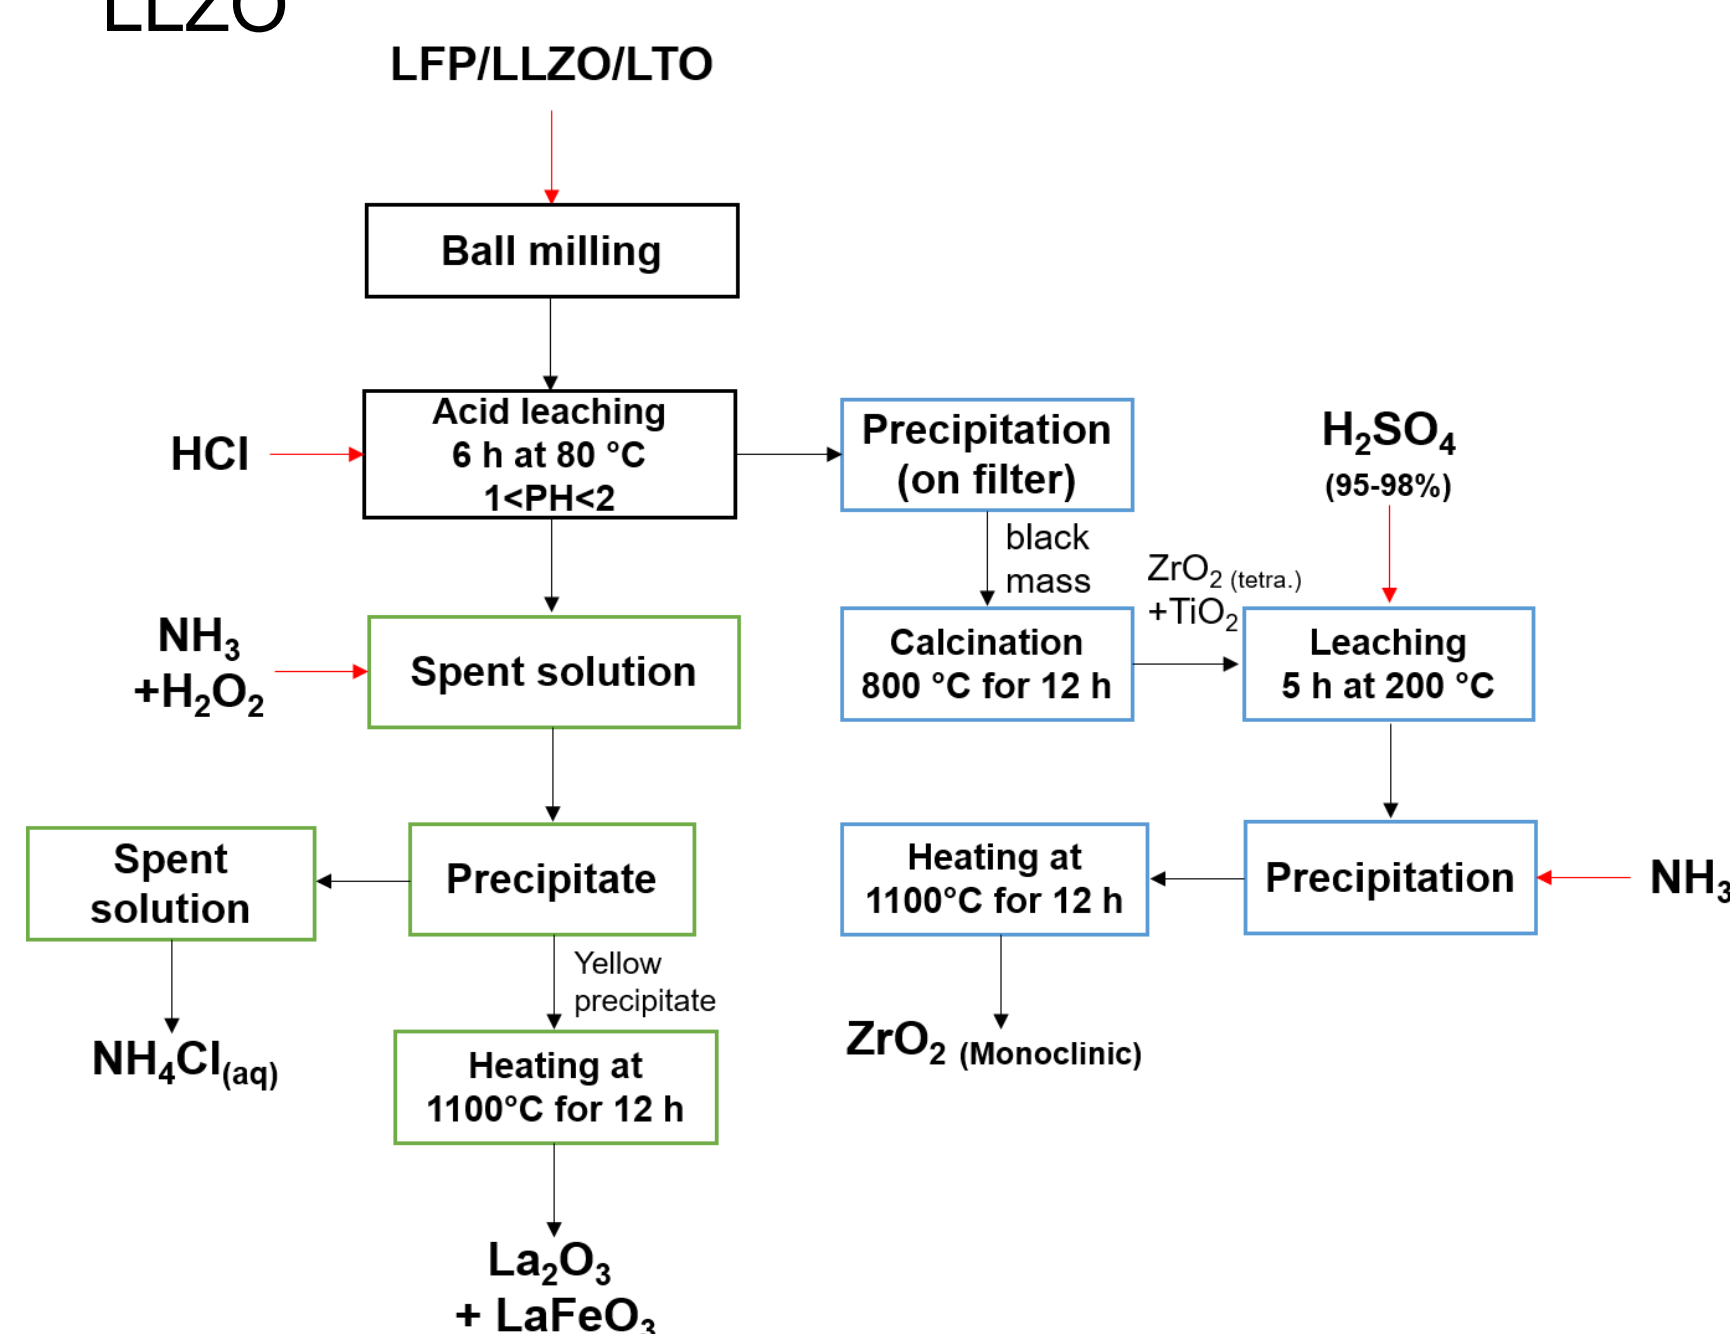 LLZO
LFP/LLZO/LTO
Ball milling
HCl
Acid leaching
6 h at 80 °C
1<PH<2
Precipitation
(on filter)
H₂SO₄
(95-98%)
black
mass
ZrO₂ (tetra.)
+TiO₂
NH₃
+H₂O₂
Spent solution
Calcination
800 °C for 12 h
Leaching
5 h at 200 °C
Spent
solution
Precipitate
Heating at
1100°C for 12 h
Precipitation
NH₃
Yellow
precipitate
NH₄Cl(aq)
Heating at
1100°C for 12 h
ZrO₂ (Monoclinic)
La₂O₃
+ LaFeO₃